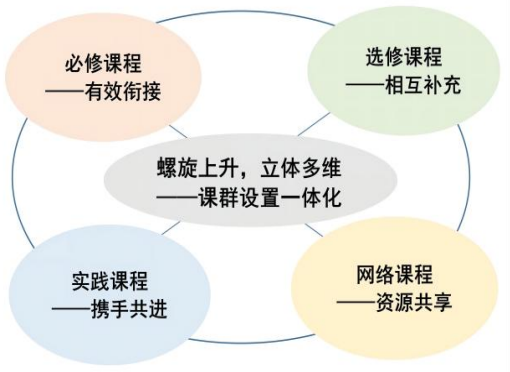 必修课程
——有效衔接
选修课程
——相互补充
螺旋上升，立体多维
——课群设置一体化
实践课程
——携手共进
网络课程
——资源共享